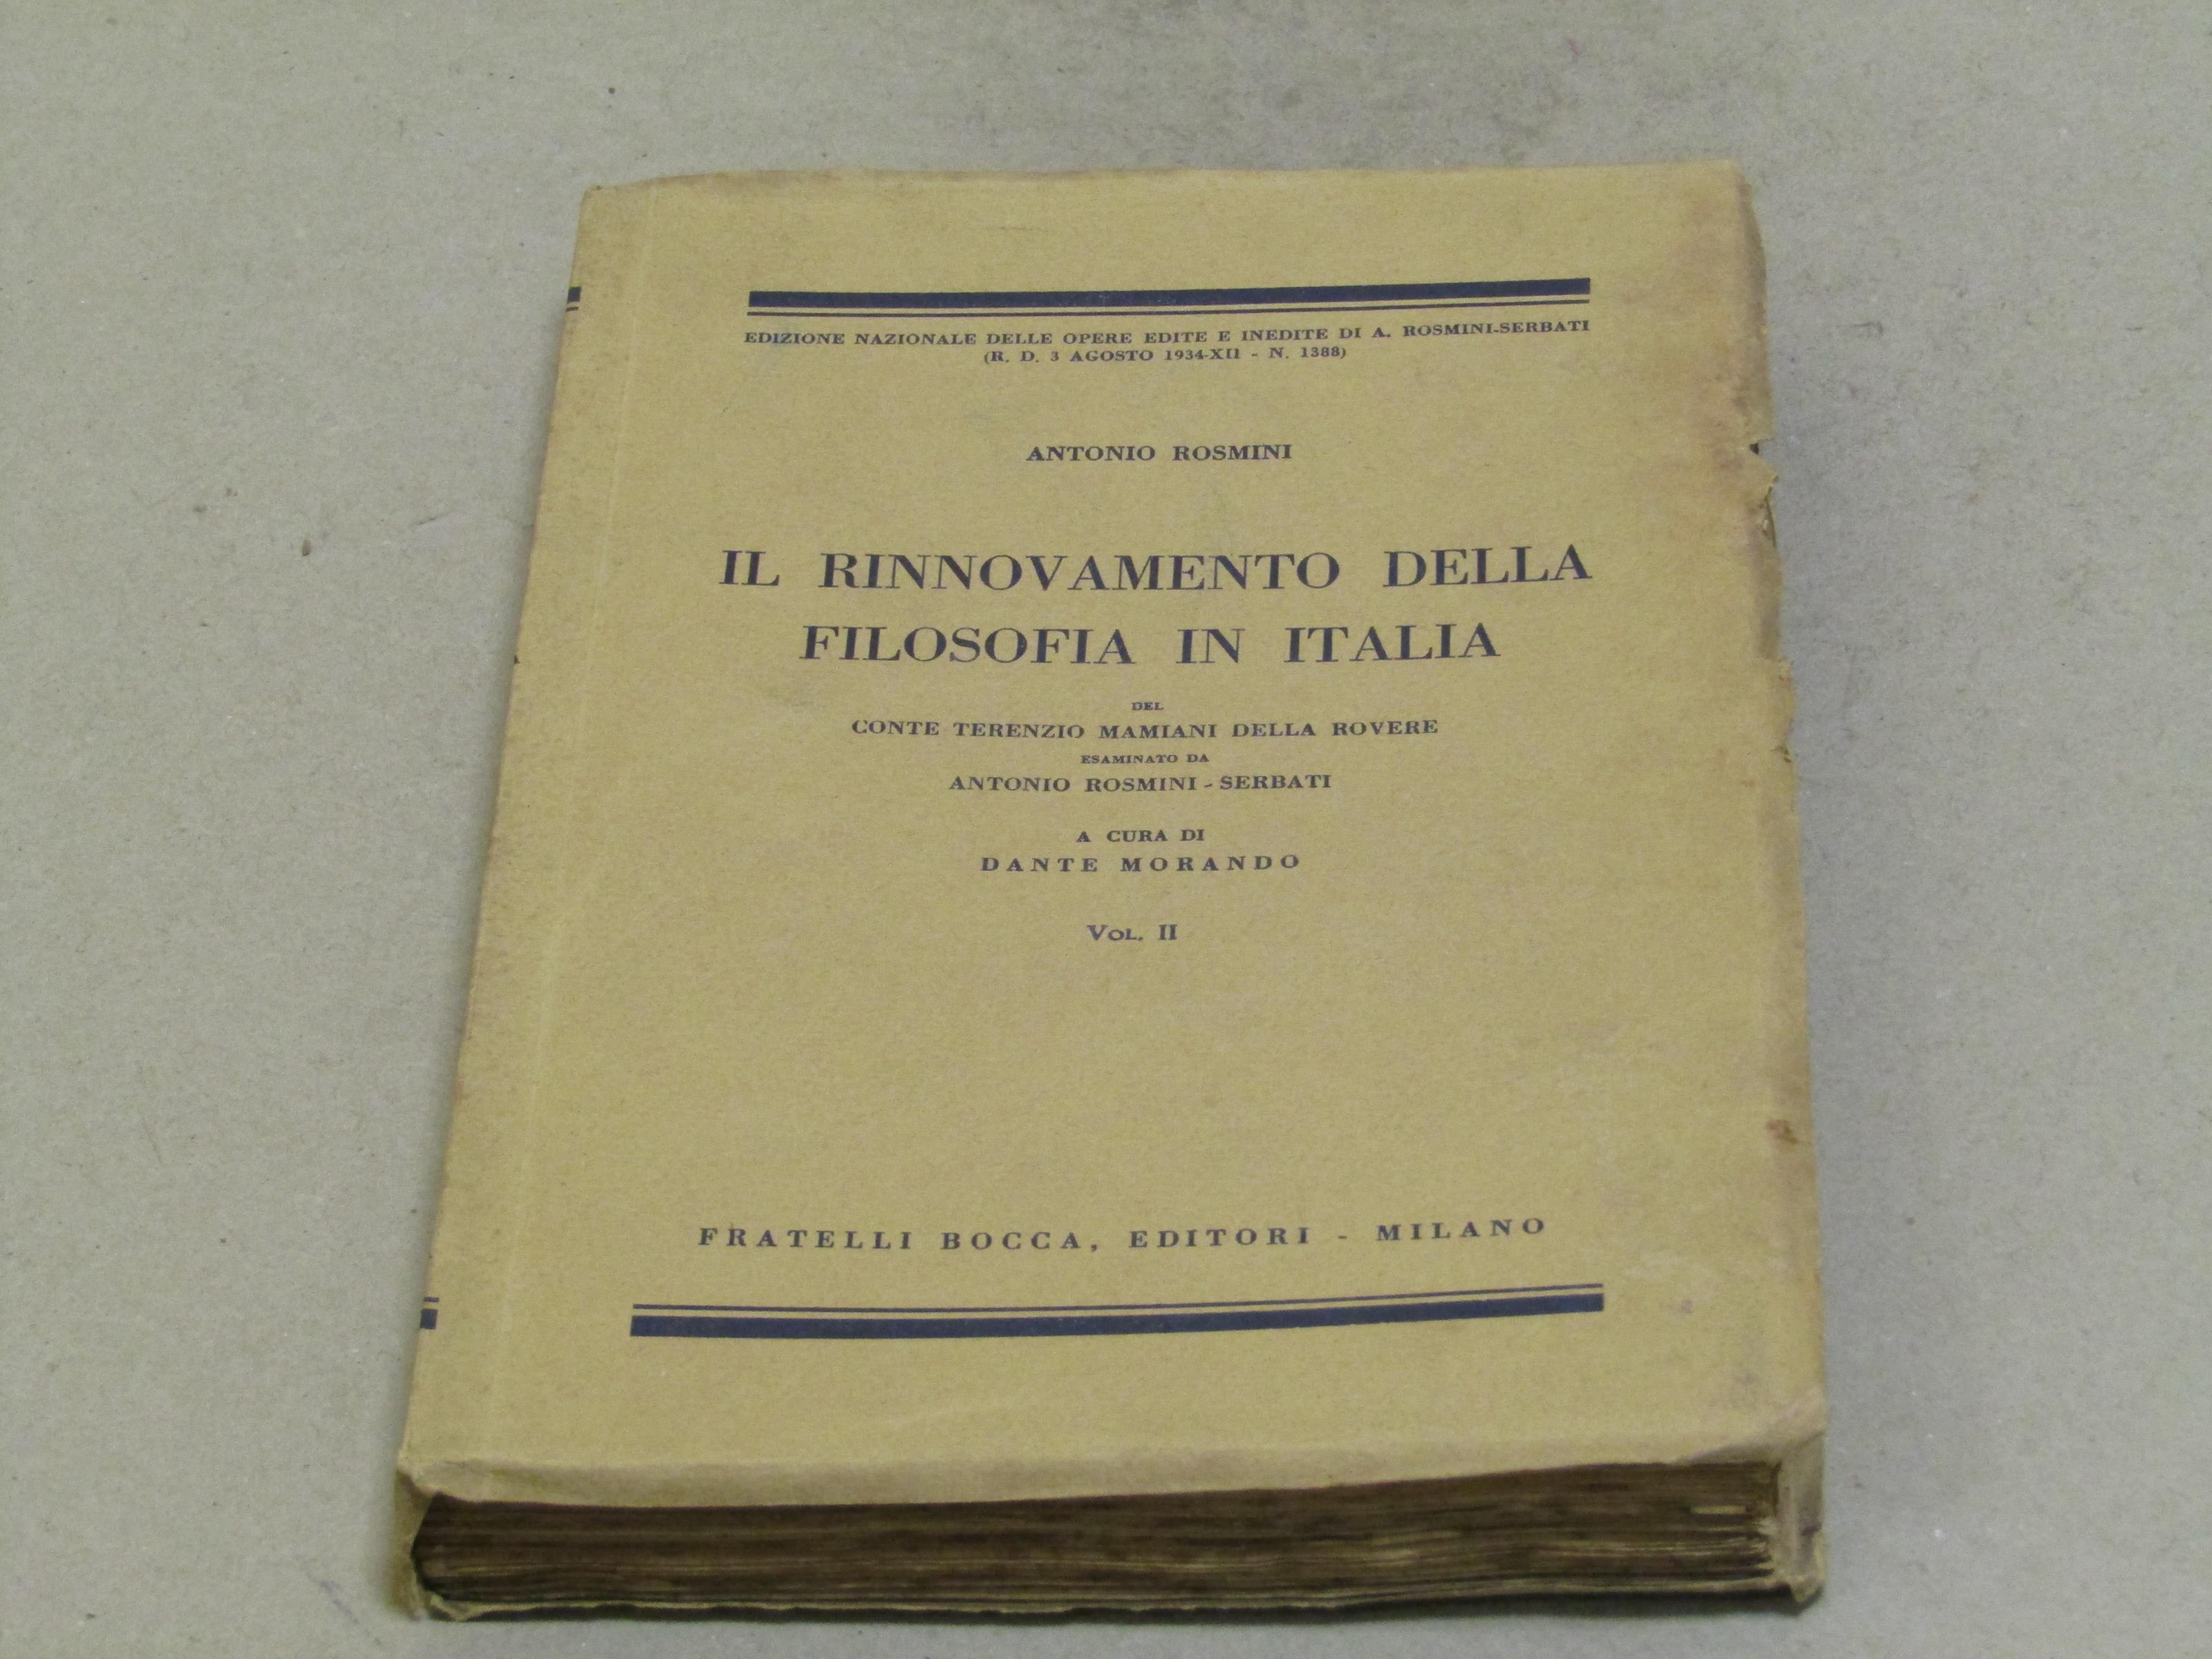 EDIZIONE NAZIONALE DELLE OPERE EDITE E INEDITE DI A. ROSMINI-SERBATI
(R. D. 3 AGOSTO 1934-XII - N. 1388)
ANTONIO ROSMINI
IL RINNOVAMENTO DELLA
FILOSOFIA IN ITALIA
DEL
CONTE TERENZIO MAMIANI DELLA ROVERE
ESAMINATO DA
ANTONIO ROSMINI-SERBATI
A CURA DI
DANTE MORANDO
VOL. II
FRATELLI BOCCA, EDITORI - MILANO